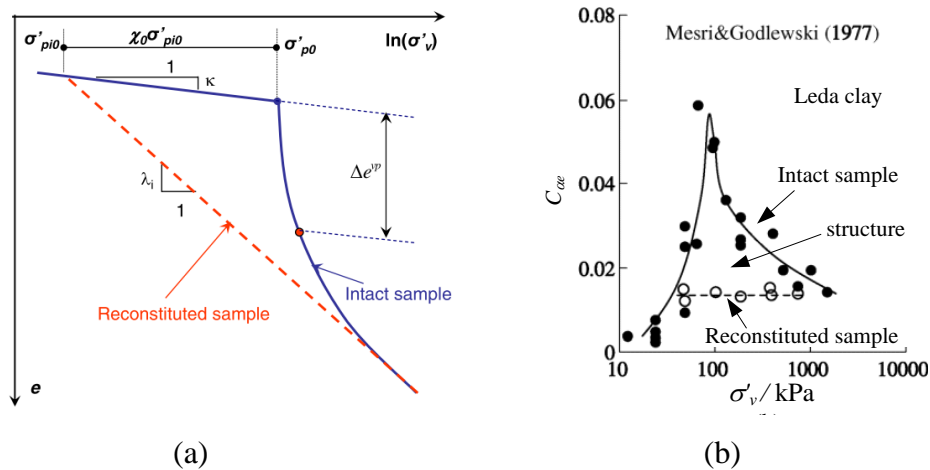 σ'pi0 χ0σ'pi0 σ'p0 ln(σ'v)
1
κ
Δe^vp
λi
1
Intact sample
Reconstituted sample
e
(a)
0.08
Mesri&Godlewski (1977)
Leda clay
0.06
Cαe
0.04
Intact sample
structure
0.02
Reconstituted sample
0
10 100 1000 10000
σ'v / kPa
(b)